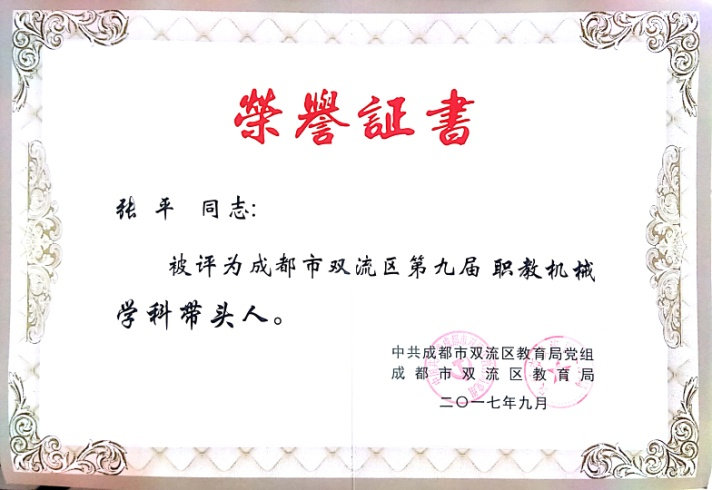 榮譽証書
张 平 同志:
被评为成都市双流区第九届 职教机械
学科带头人。
中共成都市双流区教育局党组
成都市双流区教育局
二〇一七年九月